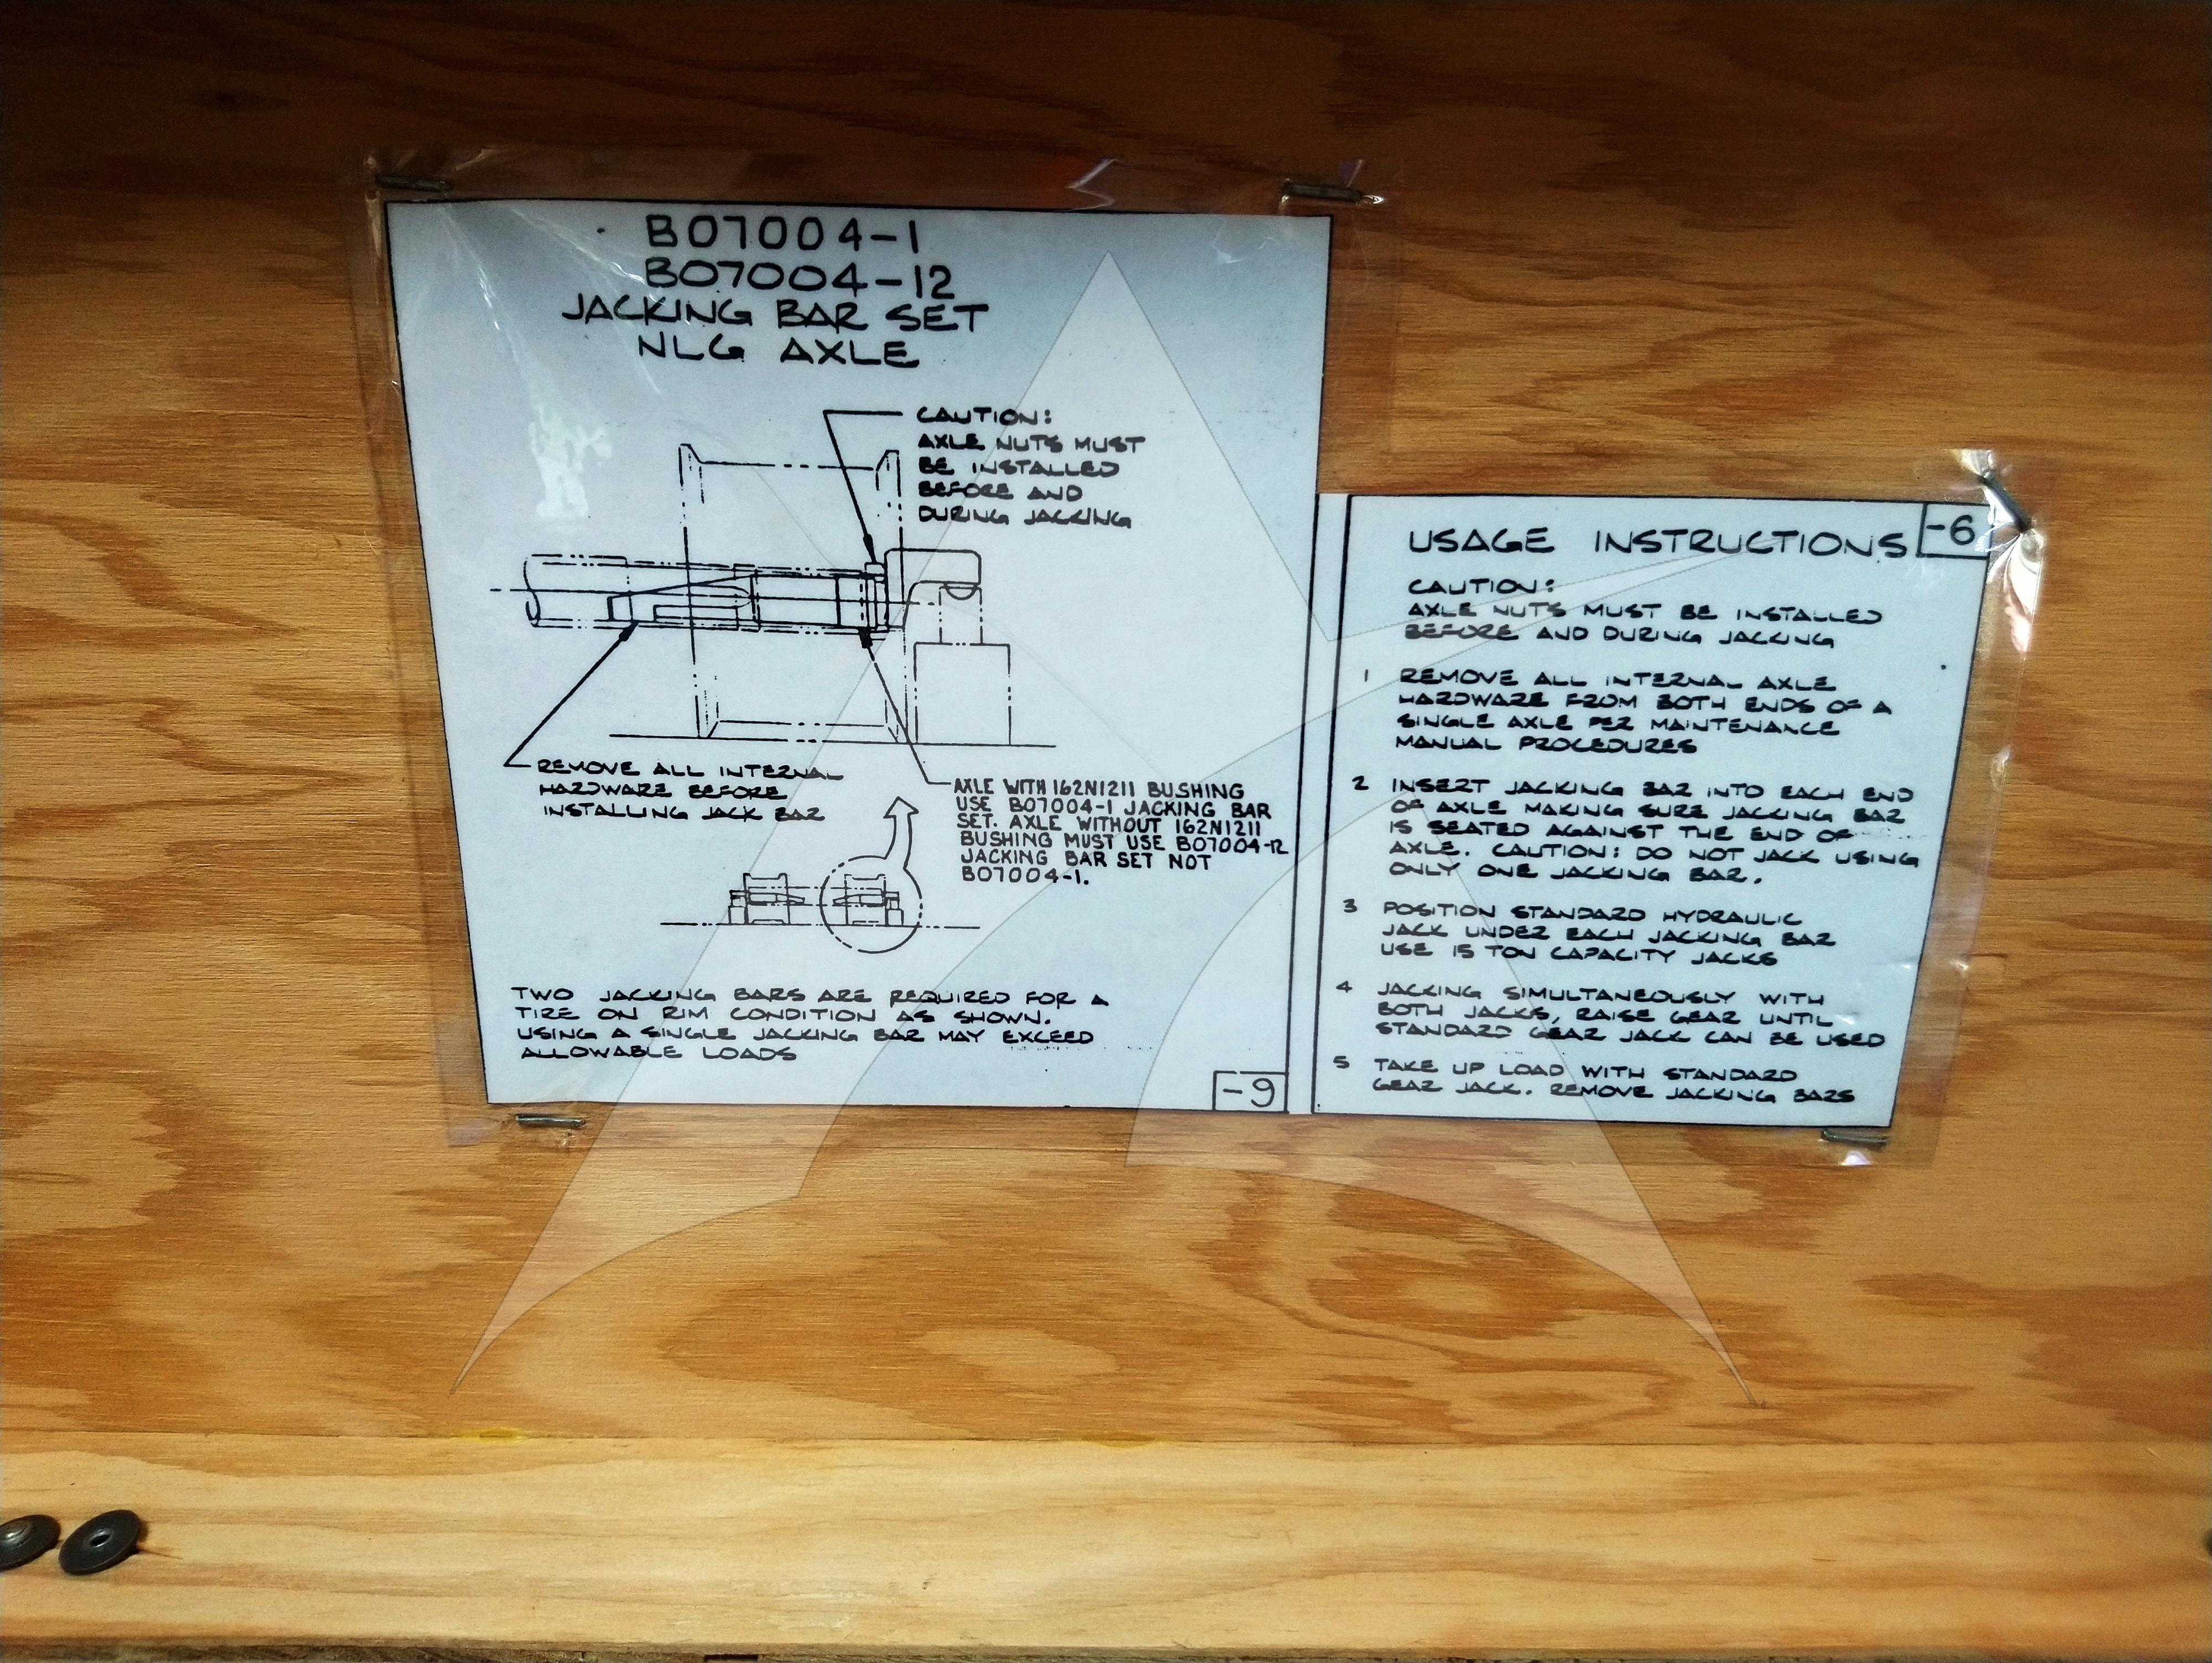 B07004-1
B07004-12
JACKING BAR SET
NLG AXLE
CAUTION:
AXLE NUTS MUST
BE INSTALLED
BEFORE AND
DURING JACKING
REMOVE ALL INTERNAL
HARDWARE BEFORE
INSTALLING JACK BAR
AXLE WITH 162N1211 BUSHING
USE B07004-1 JACKING BAR
SET. AXLE WITHOUT 162N1211
BUSHING MUST USE B07004-12
JACKING BAR SET NOT
B07004-1.
TWO JACKING BARS ARE REQUIRED FOR A
TIRE ON RIM CONDITION AS SHOWN.
USING A SINGLE JACKING BAR MAY EXCEED
ALLOWABLE LOADS
-9
USAGE INSTRUCTIONS
-6
CAUTION:
AXLE NUTS MUST BE INSTALLED
BEFORE AND DURING JACKING
1 REMOVE ALL INTERNAL AXLE
HARDWARE FROM BOTH ENDS OF A
SINGLE AXLE PER MAINTENANCE
MANUAL PROCEDURES
2 INSERT JACKING BAR INTO EACH END
OF AXLE MAKING SURE JACKING BAR
IS SEATED AGAINST THE END OF
AXLE. CAUTION: DO NOT JACK USING
ONLY ONE JACKING BAR.
3 POSITION STANDARD HYDRAULIC
JACK UNDER EACH JACKING BAR
USE 15 TON CAPACITY JACKS
4 JACKING SIMULTANEOUSLY WITH
BOTH JACKS, RAISE GEAR UNTIL
STANDARD GEAR JACK CAN BE USED
5 TAKE UP LOAD WITH STANDARD
GEAR JACK. REMOVE JACKING BARS